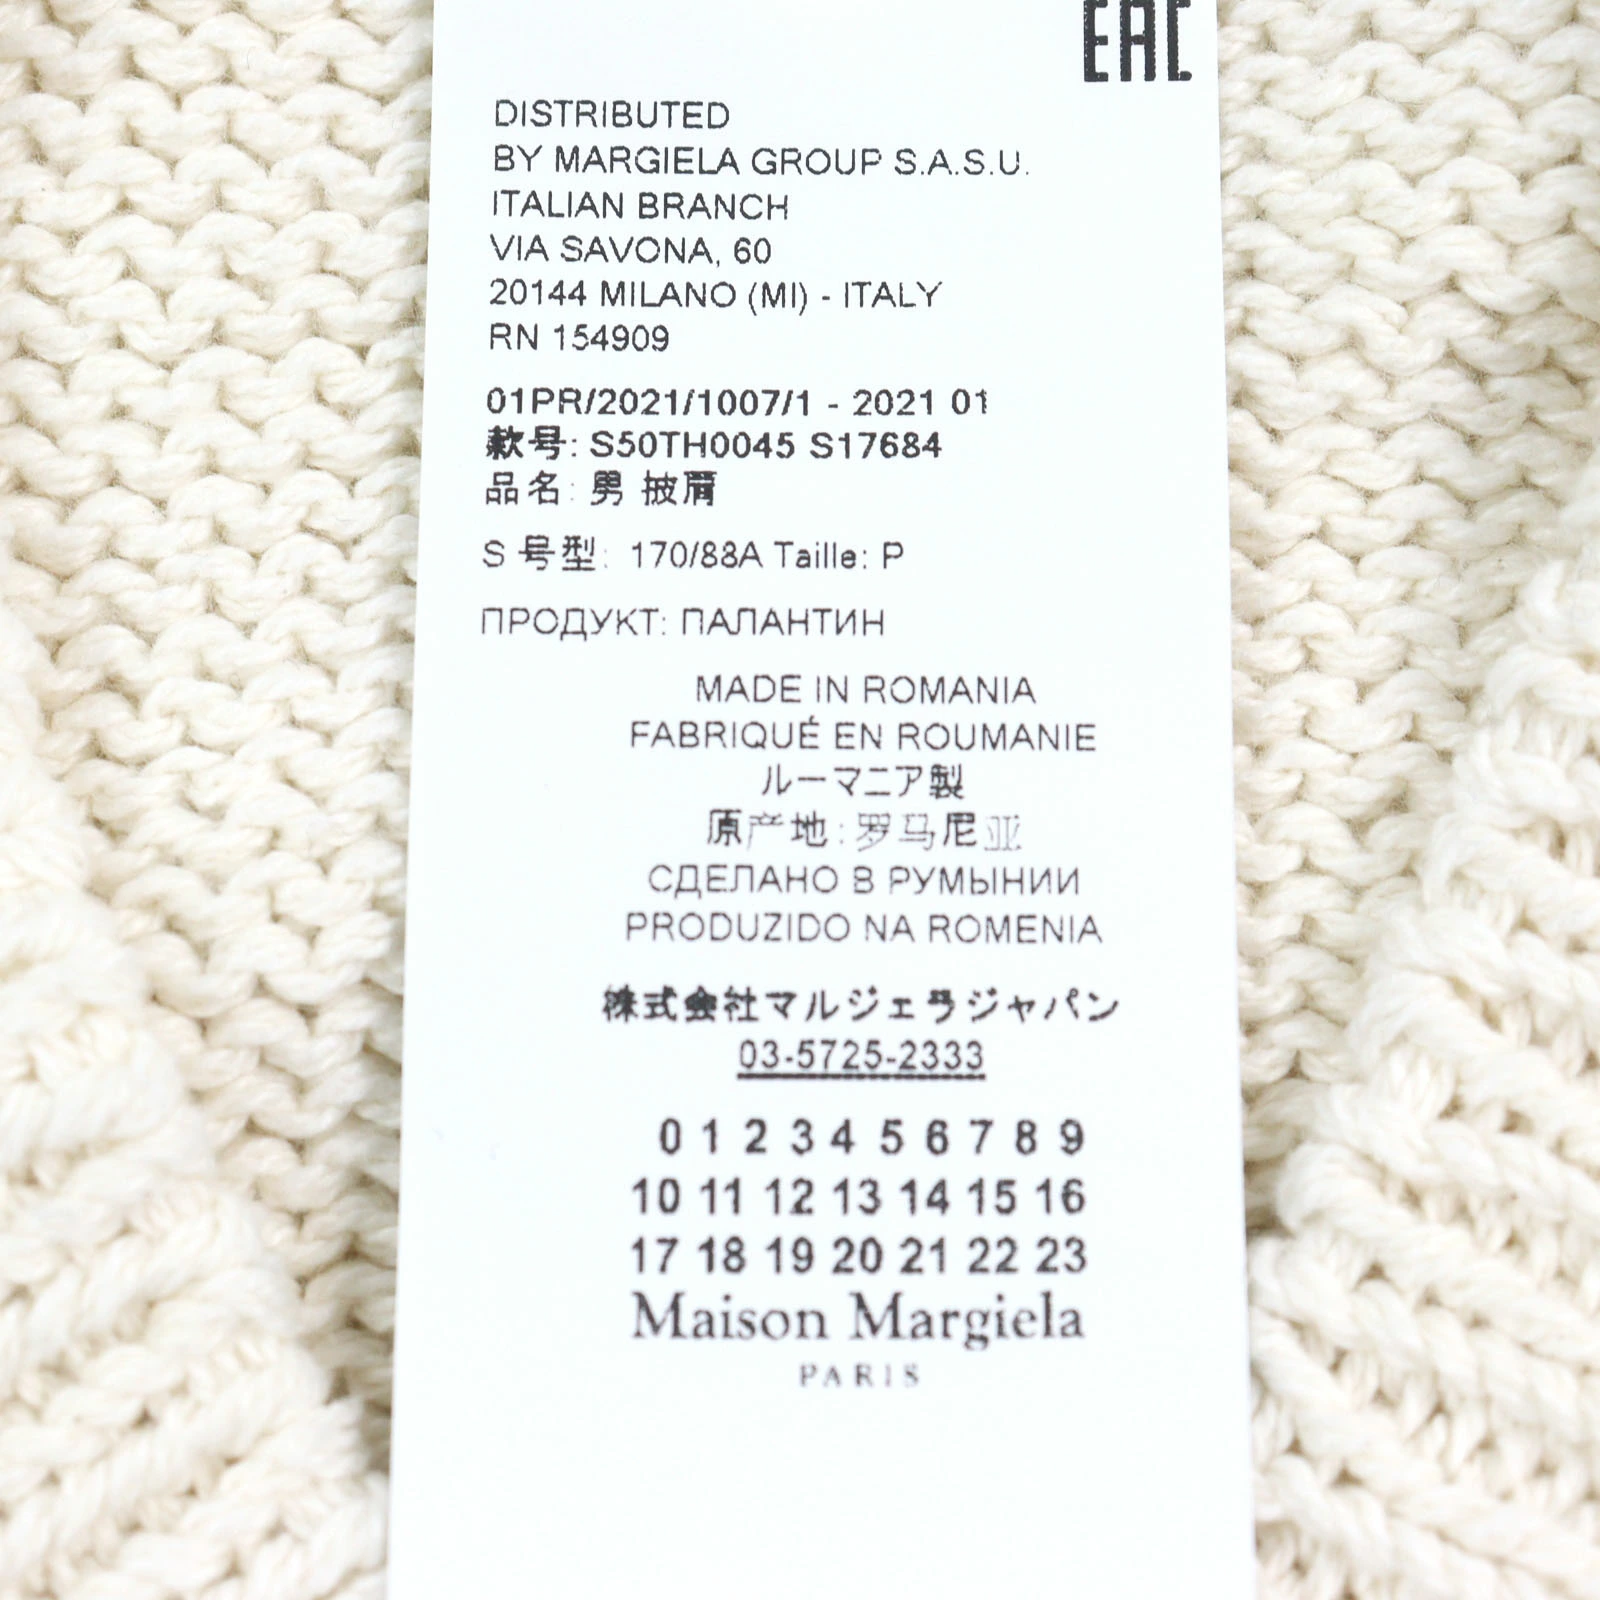 EAC
DISTRIBUTED
BY MARGIELA GROUP S.A.S.U.
ITALIAN BRANCH
VIA SAVONA, 60
20144 MILANO (MI) - ITALY
RN 154909
01PR/2021/1007/1 - 2021 01
款号: S50TH0045 S17684
品名: 男 披肩
S 号型: 170/88A Taille: P
ПРОДУКТ: ПАЛАНТИН
MADE IN ROMANIA
FABRIQUÉ EN ROUMANIE
ルーマニア製
原产地:罗马尼亚
СДЕЛАНО В РУМЫНИИ
PRODUZIDO NA ROMENIA
株式会社マルジェラジャパン
03-5725-2333
0 1 2 3 4 5 6 7 8 9
10 11 12 13 14 15 16
17 18 19 20 21 22 23
Maison Margiela
PARIS